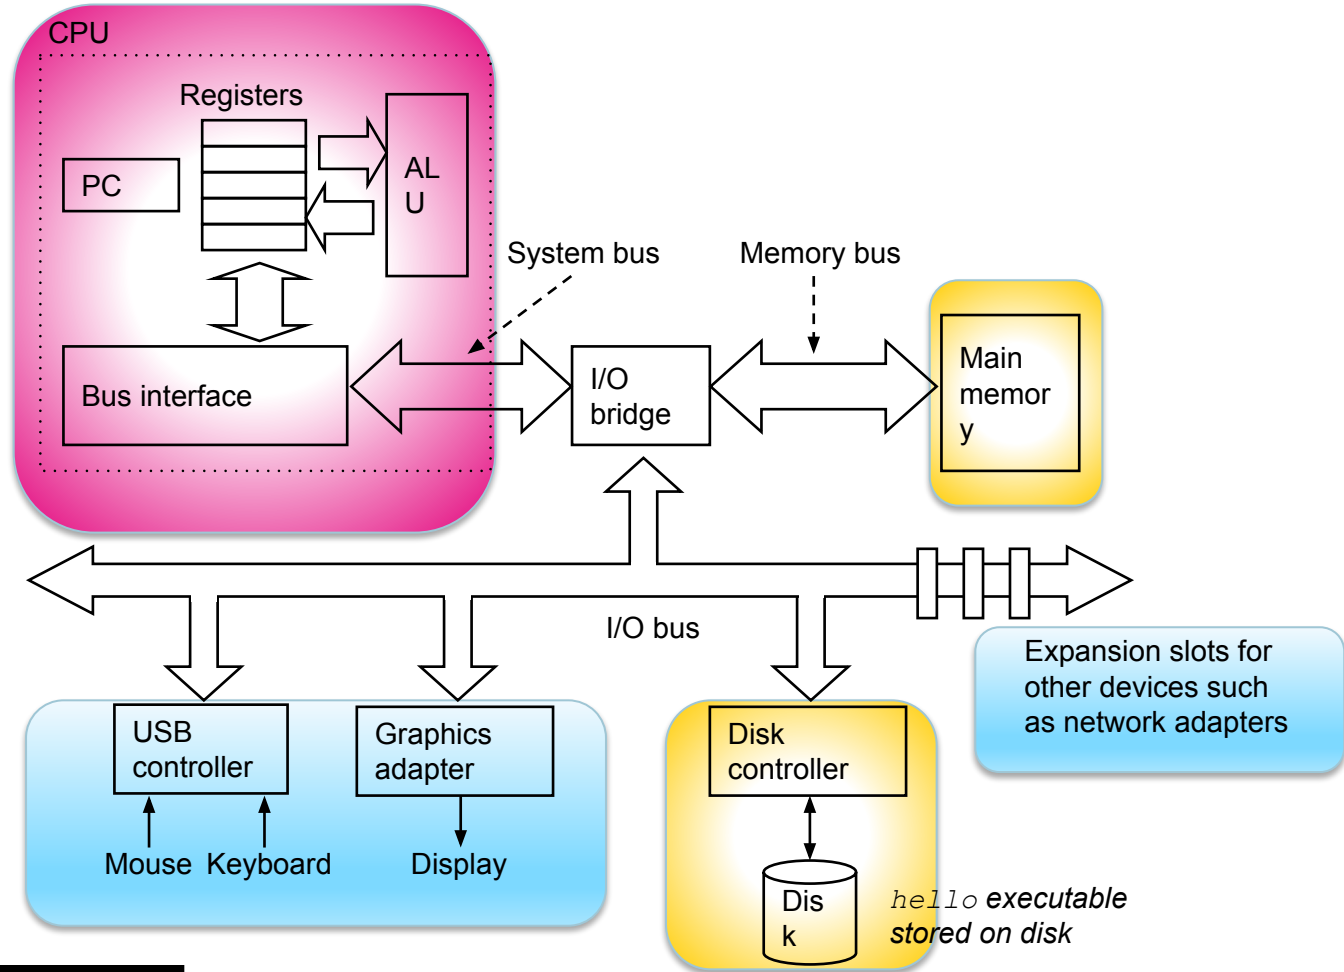 CPU
Registers
PC
AL
U
System bus
Memory bus
Bus interface
I/O
bridge
Main
memor
y
I/O bus
Expansion slots for
other devices such
as network adapters
USB
controller
Graphics
adapter
Disk
controller
Mouse
Keyboard
Display
Dis
k
hello executable
stored on disk